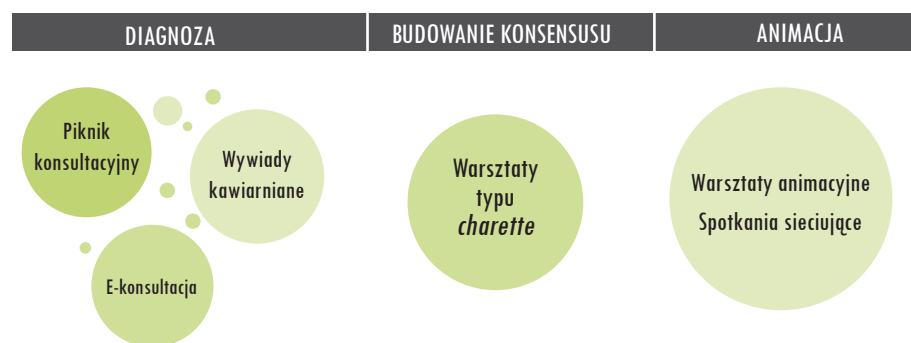 DIAGNOZA
BUDOWANIE KONSENSUSU
ANIMACJA
Piknik
konsultacyjny
Wywiady
kawiarniane
E-konsultacja
Warsztaty
typu
charette
Warsztaty animacyjne
Spotkania sieciujące